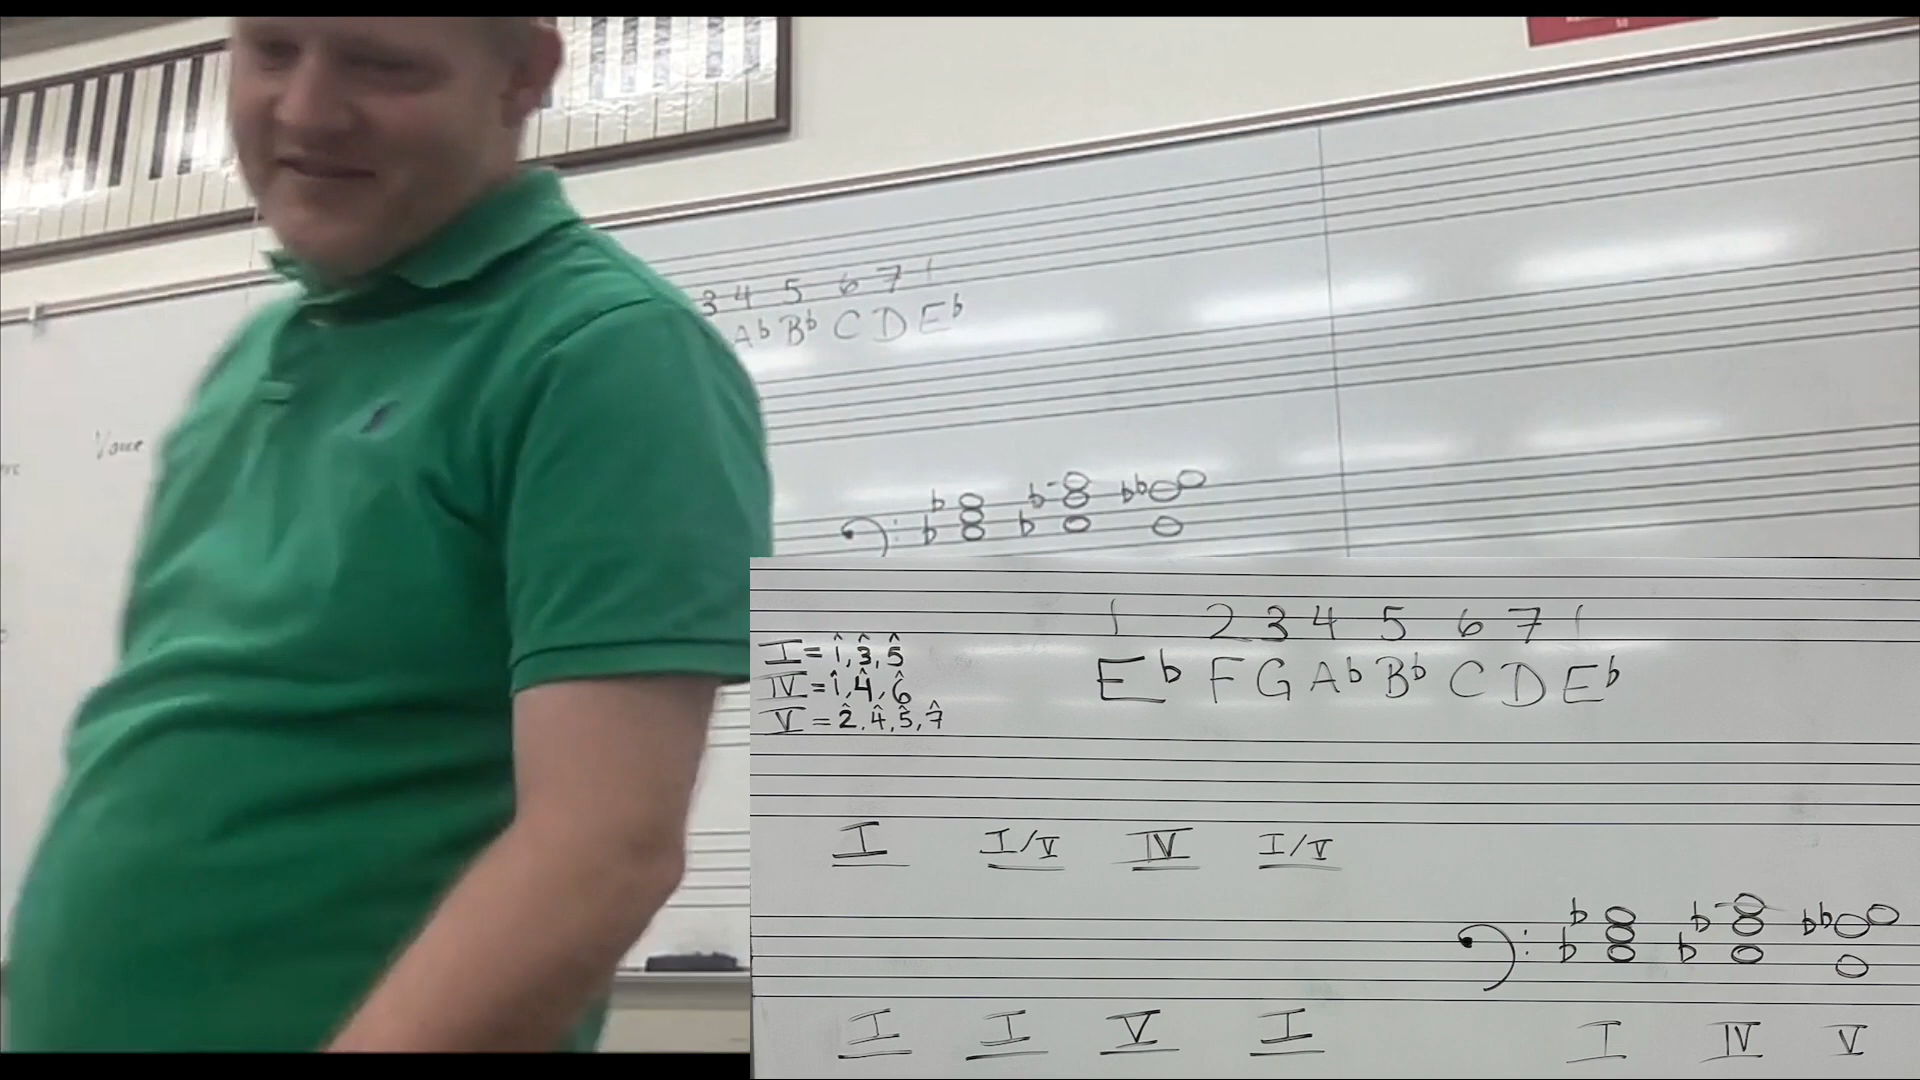 3 4 5 6 7 1
A♭ B♭ C D E♭
1 2 3 4 5 6 7 1
E♭ F G A♭ B♭ C D E♭
I = 1̂, 3̂, 5̂
IV = 1̂, 4̂, 6̂
V = 2̂, 4̂, 5̂, 7̂
I I/V IV I/V
I I V I
I IV V